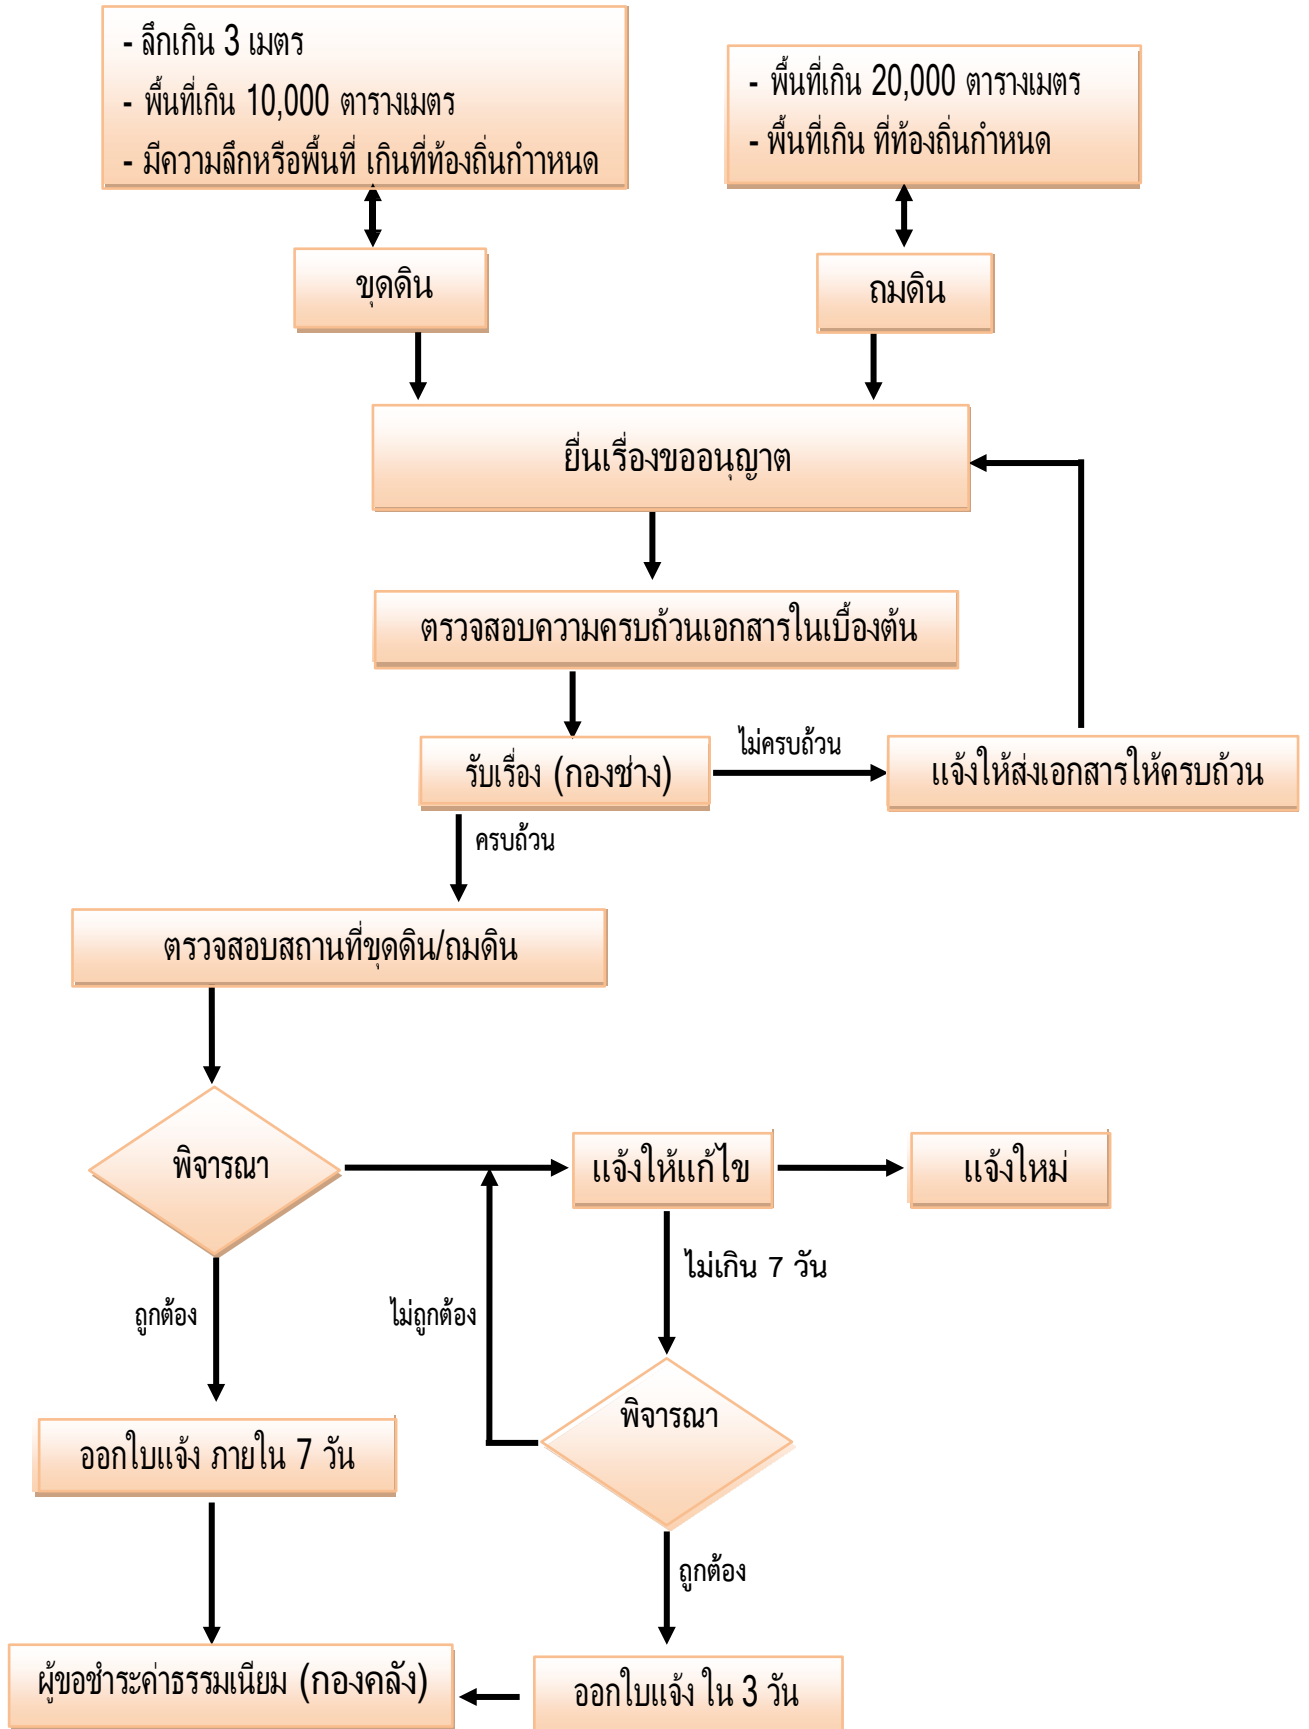 - ลึกเกิน 3 เมตร
- พื้นที่เกิน 10,000 ตารางเมตร
- มีความลึกหรือพื้นที่ เกินที่ท้องถิ่นกำาหนด
- พื้นที่เกิน 20,000 ตารางเมตร
- พื้นที่เกิน ที่ท้องถิ่นกำหนด
ขุดดิน
ถมดิน
ยื่นเรื่องขออนุญาต
ตรวจสอบความครบถ้วนเอกสารในเบื้องต้น
รับเรื่อง (กองช่าง)
ไม่ครบถ้วน
แจ้งให้ส่งเอกสารให้ครบถ้วน
ครบถ้วน
ตรวจสอบสถานที่ขุดดิน/ถมดิน
พิจารณา
แจ้งให้แก้ไข
แจ้งใหม่
ไม่เกิน 7 วัน
ถูกต้อง
ไม่ถูกต้อง
พิจารณา
ออกใบแจ้ง ภายใน 7 วัน
ถูกต้อง
ผู้ขอชำระค่าธรรมเนียม (กองคลัง)
ออกใบแจ้ง ใน 3 วัน